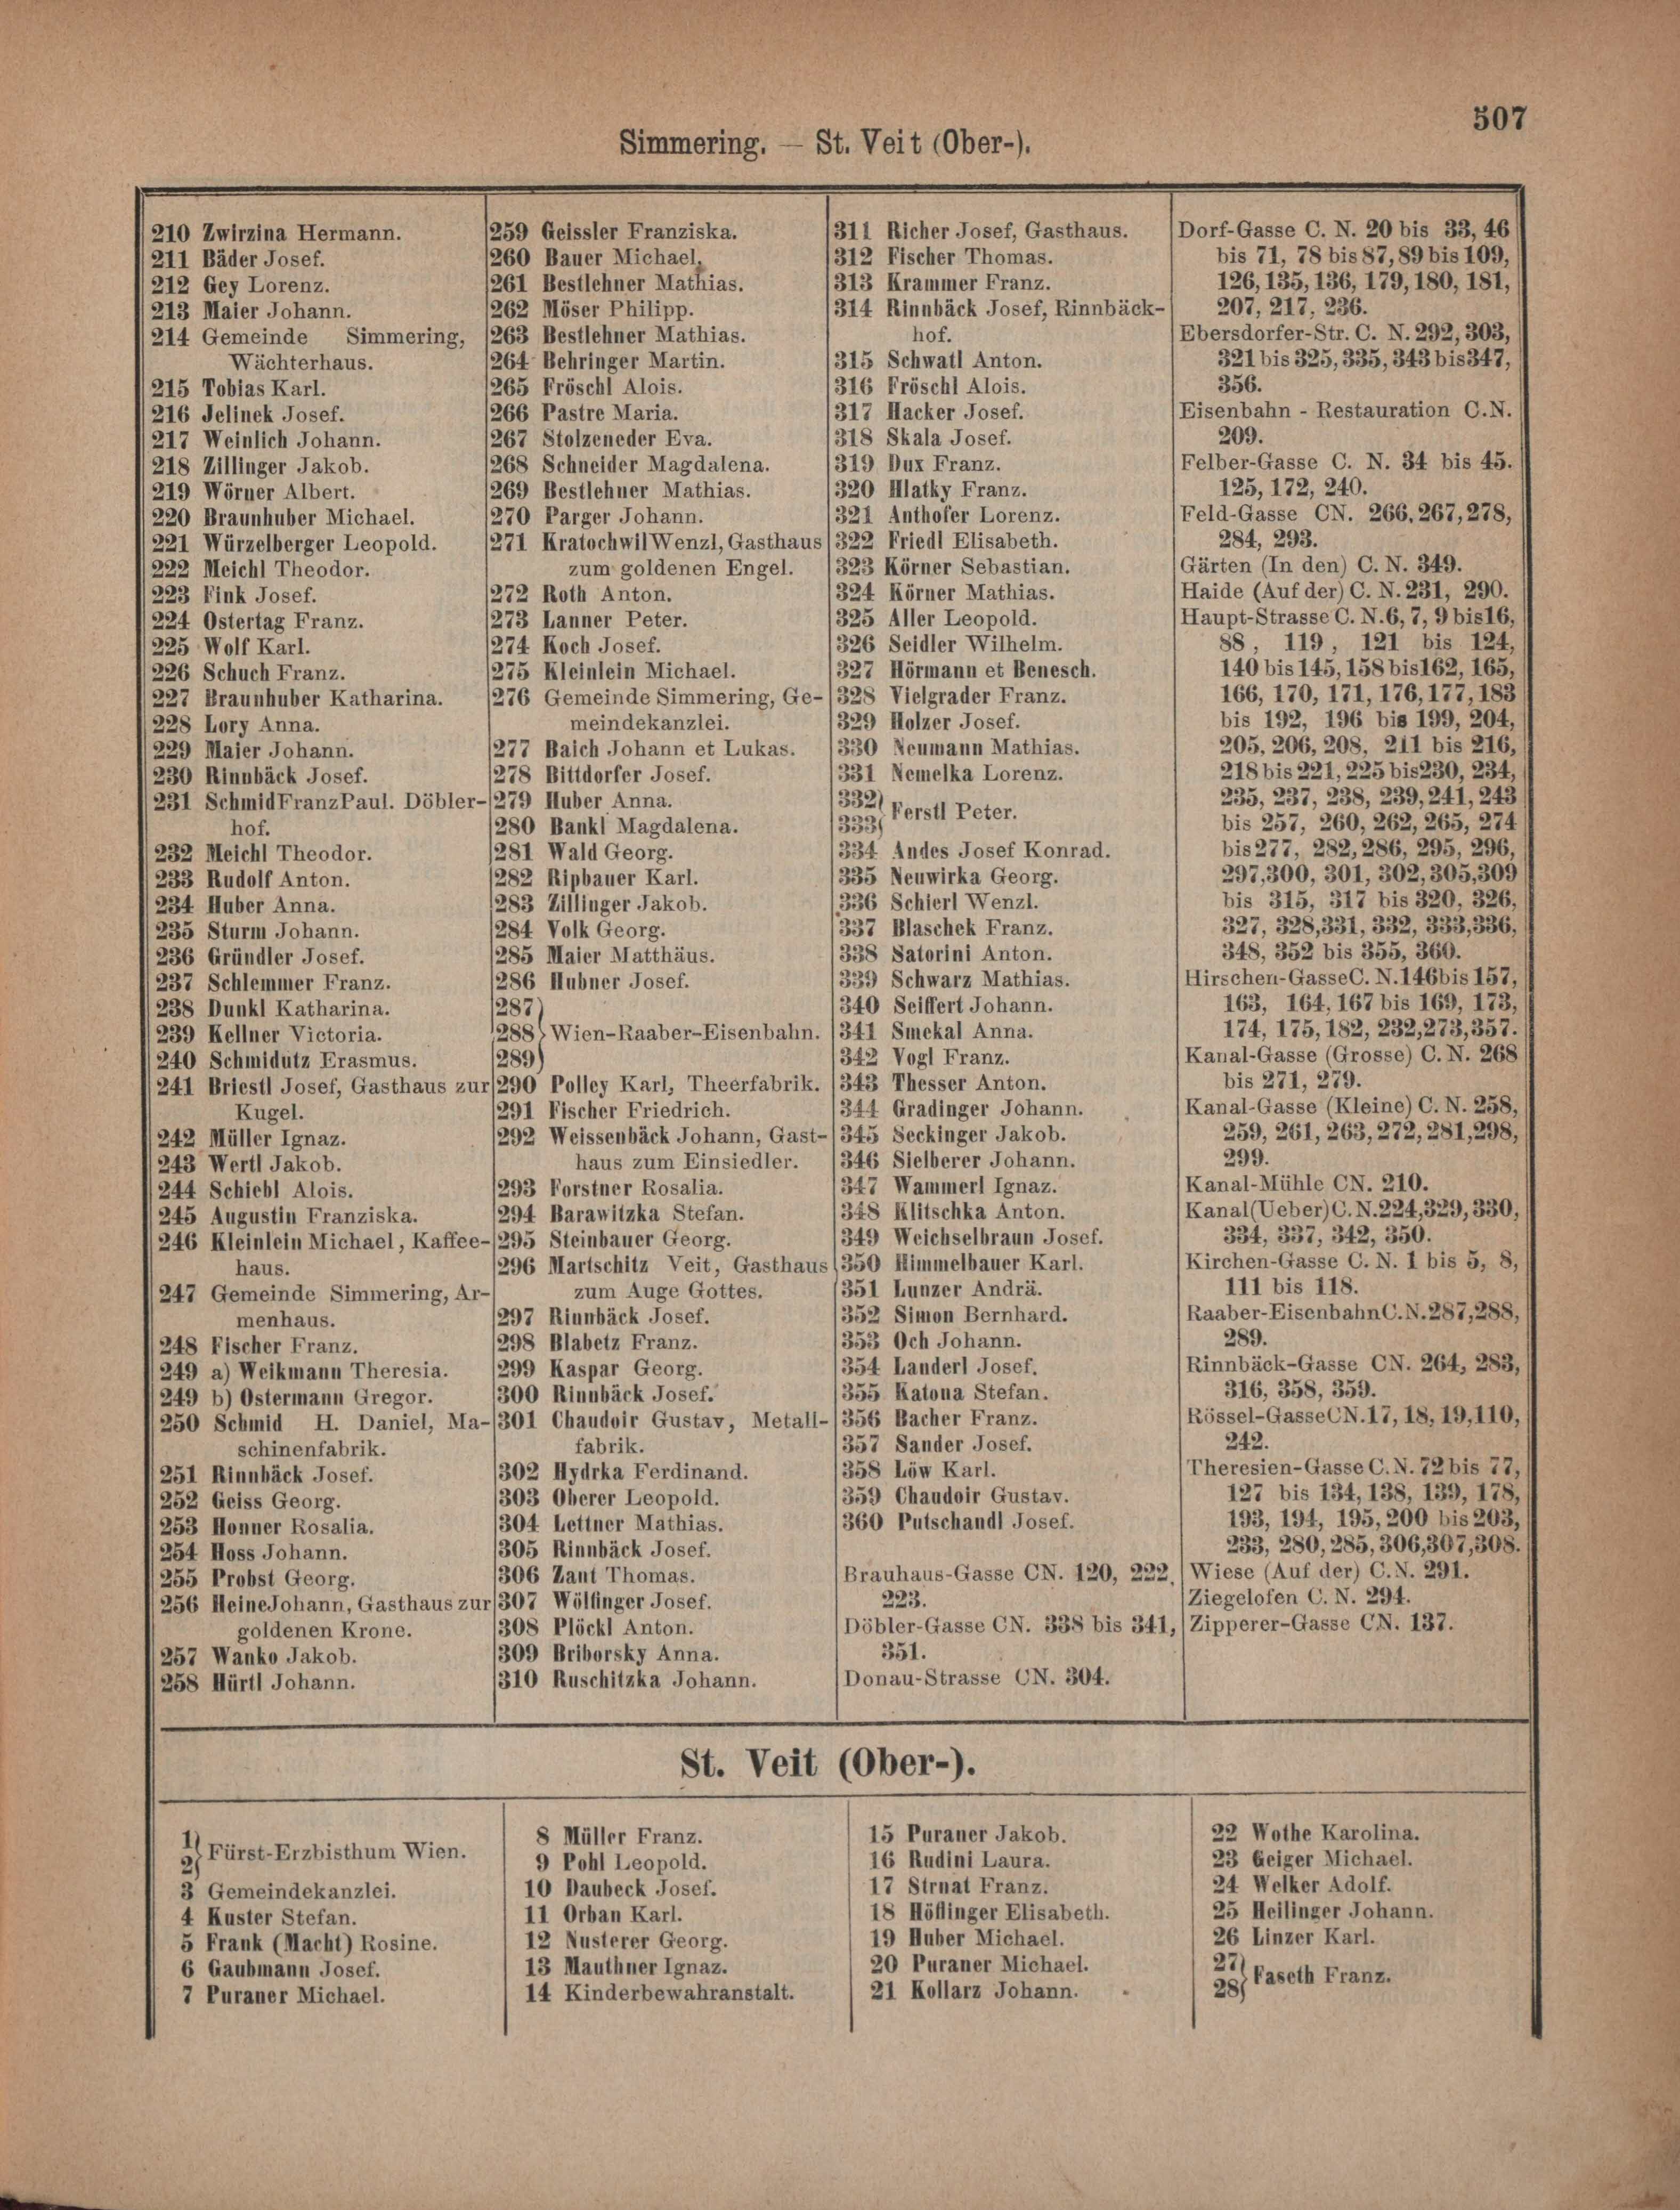 507
Simmering. — St. Veit (Ober-).
210 Zwirzina Hermann.
211 Bäder Josef.
212 Gey Lorenz.
213 Maier Johann.
214 Gemeinde Simmering,
Wächterhaus.
215 Tobias Karl.
216 Jelinek Josef.
217 Weinlich Johann.
218 Zillinger Jakob.
219 Wörner Albert.
220 Braunhuber Michael.
221 Würzelberger Leopold.
222 Meichl Theodor.
223 Fink Josef.
224 Ostertag Franz.
225 Wolf Karl.
226 Schuch Franz.
227 Braunhuber Katharina.
228 Lory Anna.
229 Maier Johann.
230 Rinnbäck Josef.
231 Schmid Franz Paul. Döbler-
hof.
232 Meichl Theodor.
233 Rudolf Anton.
234 Huber Anna.
235 Sturm Johann.
236 Gründler Josef.
237 Schlemmer Franz.
238 Dunkl Katharina.
239 Kellner Victoria.
240 Schmidutz Erasmus.
241 Briestl Josef, Gasthaus zur
Kugel.
242 Müller Ignaz.
243 Wertl Jakob.
244 Schiebl Alois.
245 Augustin Franziska.
246 Kleinlein Michael, Kaffee-
haus.
247 Gemeinde Simmering, Ar-
menhaus.
248 Fischer Franz.
249 a) Weikmann Theresia.
249 b) Ostermann Gregor.
250 Schmid H. Daniel, Ma-
schinenfabrik.
251 Rinnbäck Josef.
252 Geiss Georg.
253 Honner Rosalia.
254 Hoss Johann.
255 Probst Georg.
256 Heine Johann, Gasthaus zur
goldenen Krone.
257 Wanko Jakob.
258 Härtl Johann.
259 Geissler Franziska.
260 Bauer Michael.
261 Bestlehner Mathias.
262 Möser Philipp.
263 Bestlehner Mathias.
264 Behringer Martin.
265 Fröschl Alois.
266 Pastre Maria.
267 Stolzeneder Eva.
268 Schneider Magdalena.
269 Bestlehner Mathias.
270 Parger Johann.
271 Kratochwil Wenzl, Gasthaus
zum goldenen Engel.
272 Roth Anton.
273 Lanner Peter.
274 Koch Josef.
275 Kleinlein Michael.
276 Gemeinde Simmering, Ge-
meindekanzlei.
277 Baich Johann et Lukas.
278 Bittdorfer Josef.
279 Huber Anna.
280 Bankl Magdalena.
281 Wald Georg.
282 Ripbauer Karl.
283 Zillinger Jakob.
284 Volk Georg.
285 Maier Matthäus.
286 Hubner Josef.
287)
288} Wien-Raaber-Eisenbahn.
289)
290 Polley Karl, Theerfabrik.
291 Fischer Friedrich.
292 Weissenbäck Johann, Gast-
haus zum Einsiedler.
293 Forstner Rosalia.
294 Barawitzka Stefan.
295 Steinbauer Georg.
296 Martschitz Veit, Gasthaus
zum Auge Gottes.
297 Rinnbäck Josef.
298 Blabetz Franz.
299 Kaspar Georg.
300 Rinnbäck Josef.
301 Chaudoir Gustav, Metall-
fabrik.
302 Hydrka Ferdinand.
303 Oberer Leopold.
304 Lettner Mathias.
305 Rinnbäck Josef.
306 Zant Thomas.
307 Wölfinger Josef.
308 Plöckl Anton.
309 Briborsky Anna.
310 Ruschitzka Johann.
311 Richer Josef, Gasthaus.
312 Fischer Thomas.
313 Krammer Franz.
314 Rinnbäck Josef, Rinnbäck-
hof.
315 Schwatl Anton.
316 Fröschl Alois.
317 Hacker Josef.
318 Skala Josef.
319 Dux Franz.
320 Hlatky Franz.
321 Anthofer Lorenz.
322 Friedl Elisabeth.
323 Körner Sebastian.
324 Körner Mathias.
325 Aller Leopold.
326 Seidler Wilhelm.
327 Hörmann et Benesch.
328 Vielgrader Franz.
329 Holzer Josef.
330 Neumann Mathias.
331 Nemelka Lorenz.
332)
333} Ferstl Peter.
334 Andes Josef Konrad.
335 Neuwirka Georg.
336 Schierl Wenzl.
337 Blaschek Franz.
338 Satorini Anton.
339 Schwarz Mathias.
340 Seiffert Johann.
341 Smekal Anna.
342 Vogl Franz.
343 Thesser Anton.
344 Gradinger Johann.
345 Seckinger Jakob.
346 Sielberer Johann.
347 Wammerl Ignaz.
348 Klitschka Anton.
349 Weichselbraun Josef.
350 Himmelbauer Karl.
351 Lunzer Andrä.
352 Simon Bernhard.
353 Och Johann.
354 Landerl Josef.
355 Katona Stefan.
356 Bacher Franz.
357 Sander Josef.
358 Löw Karl.
359 Chaudoir Gustav.
360 Putschandl Josef.
Brauhaus-Gasse CN. 120, 222,
223.
Döbler-Gasse CN. 338 bis 341,
351.
Donau-Strasse CN. 304.
Dorf-Gasse C. N. 20 bis 33, 46
bis 71, 78 bis 87, 89 bis 109,
126, 135, 136, 179, 180, 181,
207, 217, 236.
Ebersdorfer-Str. C. N. 292, 303,
321 bis 325, 335, 343 bis 347,
356.
Eisenbahn - Restauration C.N.
209.
Felber-Gasse C. N. 34 bis 45.
125, 172, 240.
Feld-Gasse CN. 266, 267, 278,
284, 293.
Gärten (In den) C. N. 349.
Haide (Auf der) C. N. 231, 290.
Haupt-Strasse C. N. 6, 7, 9 bis 16,
88, 119, 121 bis 124,
140 bis 145, 158 bis 162, 165,
166, 170, 171, 176, 177, 183
bis 192, 196 bis 199, 204,
205, 206, 208, 211 bis 216,
218 bis 221, 225 bis 230, 234,
235, 237, 238, 239, 241, 243
bis 257, 260, 262, 265, 274
bis 277, 282, 286, 295, 296,
297, 300, 301, 302, 305, 309
bis 315, 317 bis 320, 326,
327, 328, 331, 332, 333, 336,
348, 352 bis 355, 360.
Hirschen-Gasse C. N. 146 bis 157,
163, 164, 167 bis 169, 173,
174, 175, 182, 232, 273, 357.
Kanal-Gasse (Grosse) C. N. 268
bis 271, 279.
Kanal-Gasse (Kleine) C. N. 258,
259, 261, 263, 272, 281, 298,
299.
Kanal-Mühle CN. 210.
Kanal (Ueber) C. N. 224, 329, 330,
334, 337, 342, 350.
Kirchen-Gasse C. N. 1 bis 5, 8,
111 bis 118.
Raaber-Eisenbahn C. N. 287, 288,
289.
Rinnbäck-Gasse CN. 264, 283,
316, 358, 359.
Rössel-Gasse CN. 17, 18, 19, 110,
242.
Theresien-Gasse C. N. 72 bis 77,
127 bis 134, 138, 139, 178,
193, 194, 195, 200 bis 203,
233, 280, 285, 306, 307, 308.
Wiese (Auf der) C. N. 291.
Ziegelofen C. N. 294.
Zipperer-Gasse CN. 137.
St. Veit (Ober-).
1)
2} Fürst-Erzbisthum Wien.
3 Gemeindekanzlei.
4 Kuster Stefan.
5 Frank (Macht) Rosine.
6 Gaubmann Josef.
7 Puraner Michael.
8 Müller Franz.
9 Pohl Leopold.
10 Daubeck Josef.
11 Orban Karl.
12 Nusterer Georg.
13 Mauthner Ignaz.
14 Kinderbewahranstalt.
15 Puraner Jakob.
16 Rudini Laura.
17 Strnat Franz.
18 Höflinger Elisabeth.
19 Huber Michael.
20 Puraner Michael.
21 Kollarz Johann.
22 Wothe Karolina.
23 Geiger Michael.
24 Welker Adolf.
25 Heilinger Johann.
26 Linzer Karl.
27)
28} Faseth Franz.